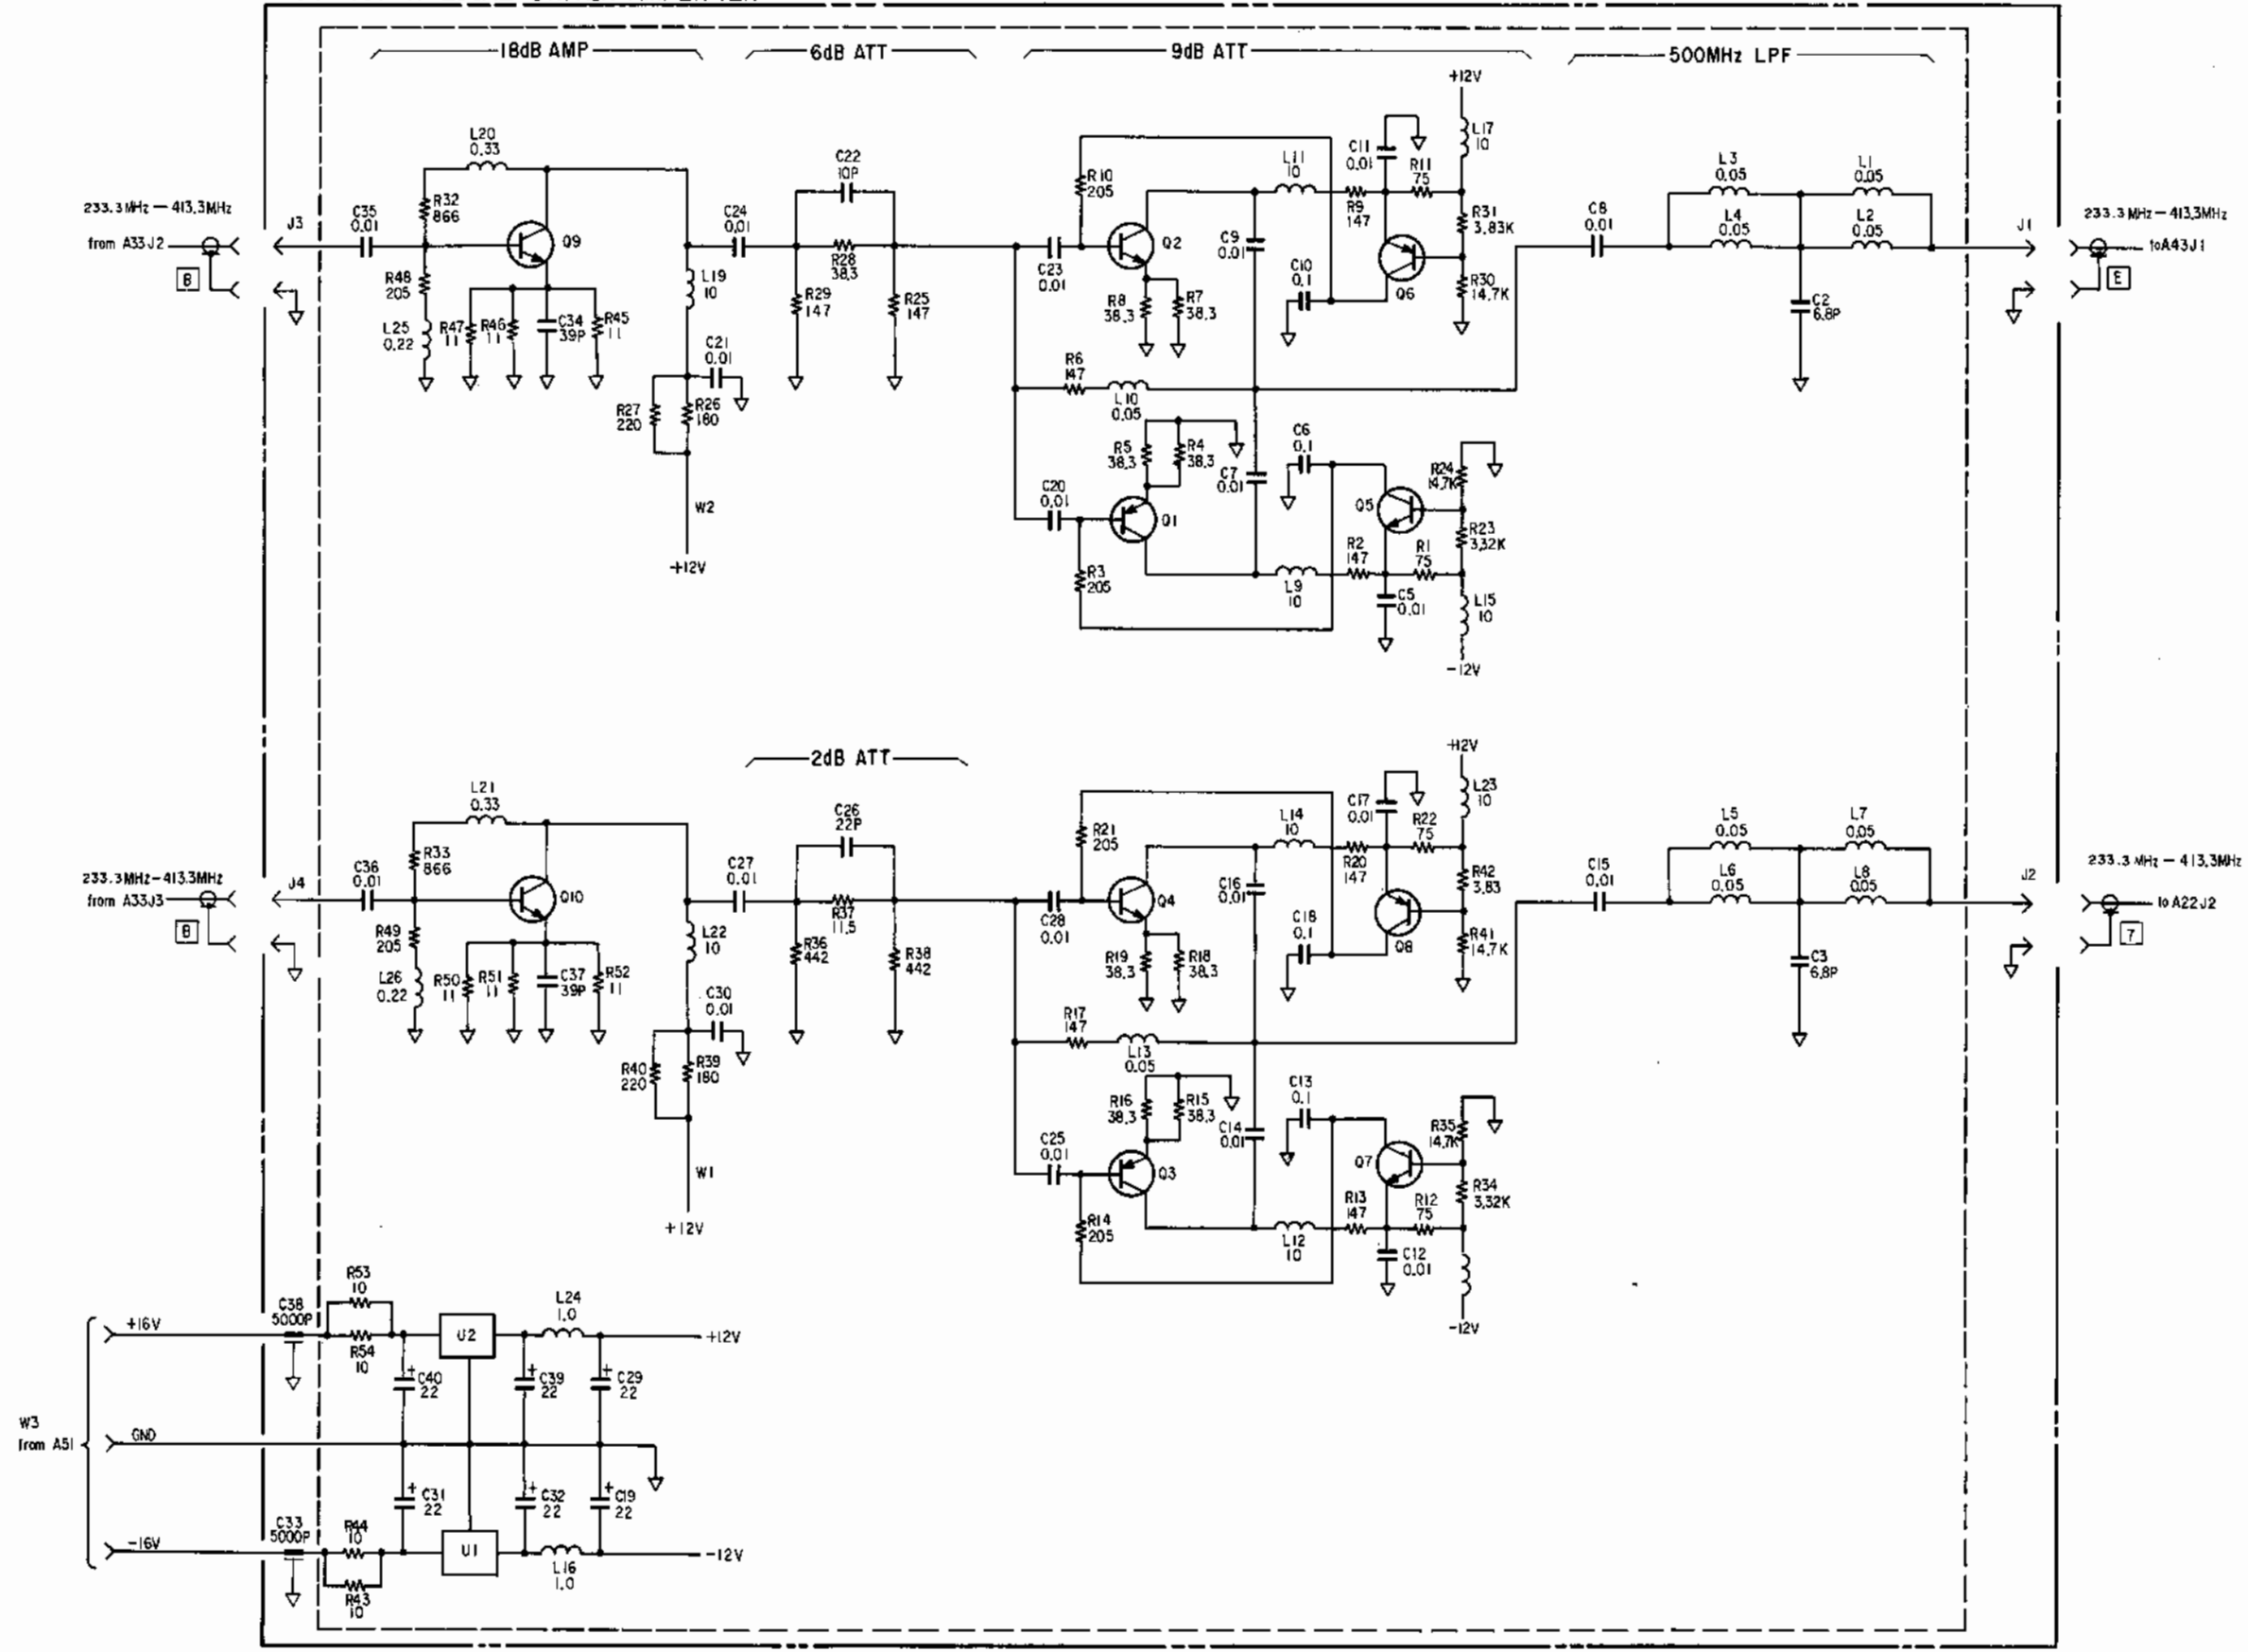 18dB AMP
6dB ATT
9dB ATT
500MHz LPF
+12V
L20
0.33
C22
10P
R10
205
L11
10
C11
0.01
R11
75
L17
10
L3
0.05
L1
0.05
233.3MHz-413.3MHz
from A33J2
B
J3
C35
0.01
R32
866
Q9
C24
0.01
R28
38.3
C23
0.01
Q2
C9
0.01
R9
147
R31
3.83K
C8
0.01
L4
0.05
L2
0.05
J1
233.3MHz-413.3MHz
to A43J1
E
R48
205
L19
10
R29
147
R25
147
R8
38.3
R7
38.3
C10
0.1
Q6
R30
14.7K
C2
6.8P
L25
0.22
R47
11
R46
11
C34
39P
R45
11
C21
0.01
R6
147
L10
0.05
R27
220
R26
180
W2
+12V
R5
38.3
R4
38.3
C7
0.01
C6
0.1
R24
14.7K
C20
0.01
Q1
Q5
R23
3.32K
R3
205
R2
147
R1
75
L9
10
C5
0.01
L15
10
-12V
2dB ATT
+12V
L21
0.33
C26
22P
R21
205
L14
10
C17
0.01
R22
75
L23
10
L5
0.05
L7
0.05
233.3MHz-413.3MHz
from A33J3
B
J4
C36
0.01
R33
866
Q10
C27
0.01
R37
11.5
C28
0.01
Q4
C16
0.01
R20
147
R42
3.83
C15
0.01
L6
0.05
L8
0.05
J2
233.3MHz-413.3MHz
to A22J2
7
R49
205
L22
10
R36
442
R38
442
R19
38.3
R18
38.3
C18
0.1
Q8
R41
14.7K
C3
6.8P
L26
0.22
R50
11
R51
11
C37
39P
R52
11
C30
0.01
R17
147
L13
0.05
R40
220
R39
180
W1
+12V
R16
38.3
R15
38.3
C14
0.01
C13
0.1
R35
14.7K
C25
0.01
Q3
Q7
R34
3.32K
R14
205
R13
147
R12
75
L12
10
C12
0.01
-12V
R53
10
C38
5000P
+16V
R54
10
U2
L24
1.0
+12V
+
C40
22
+
C39
22
+
C29
22
W3
from A51
GND
+
C31
22
+
C32
22
+
C19
22
C33
5000P
-16V
R44
10
R43
10
U1
L16
1.0
-12V